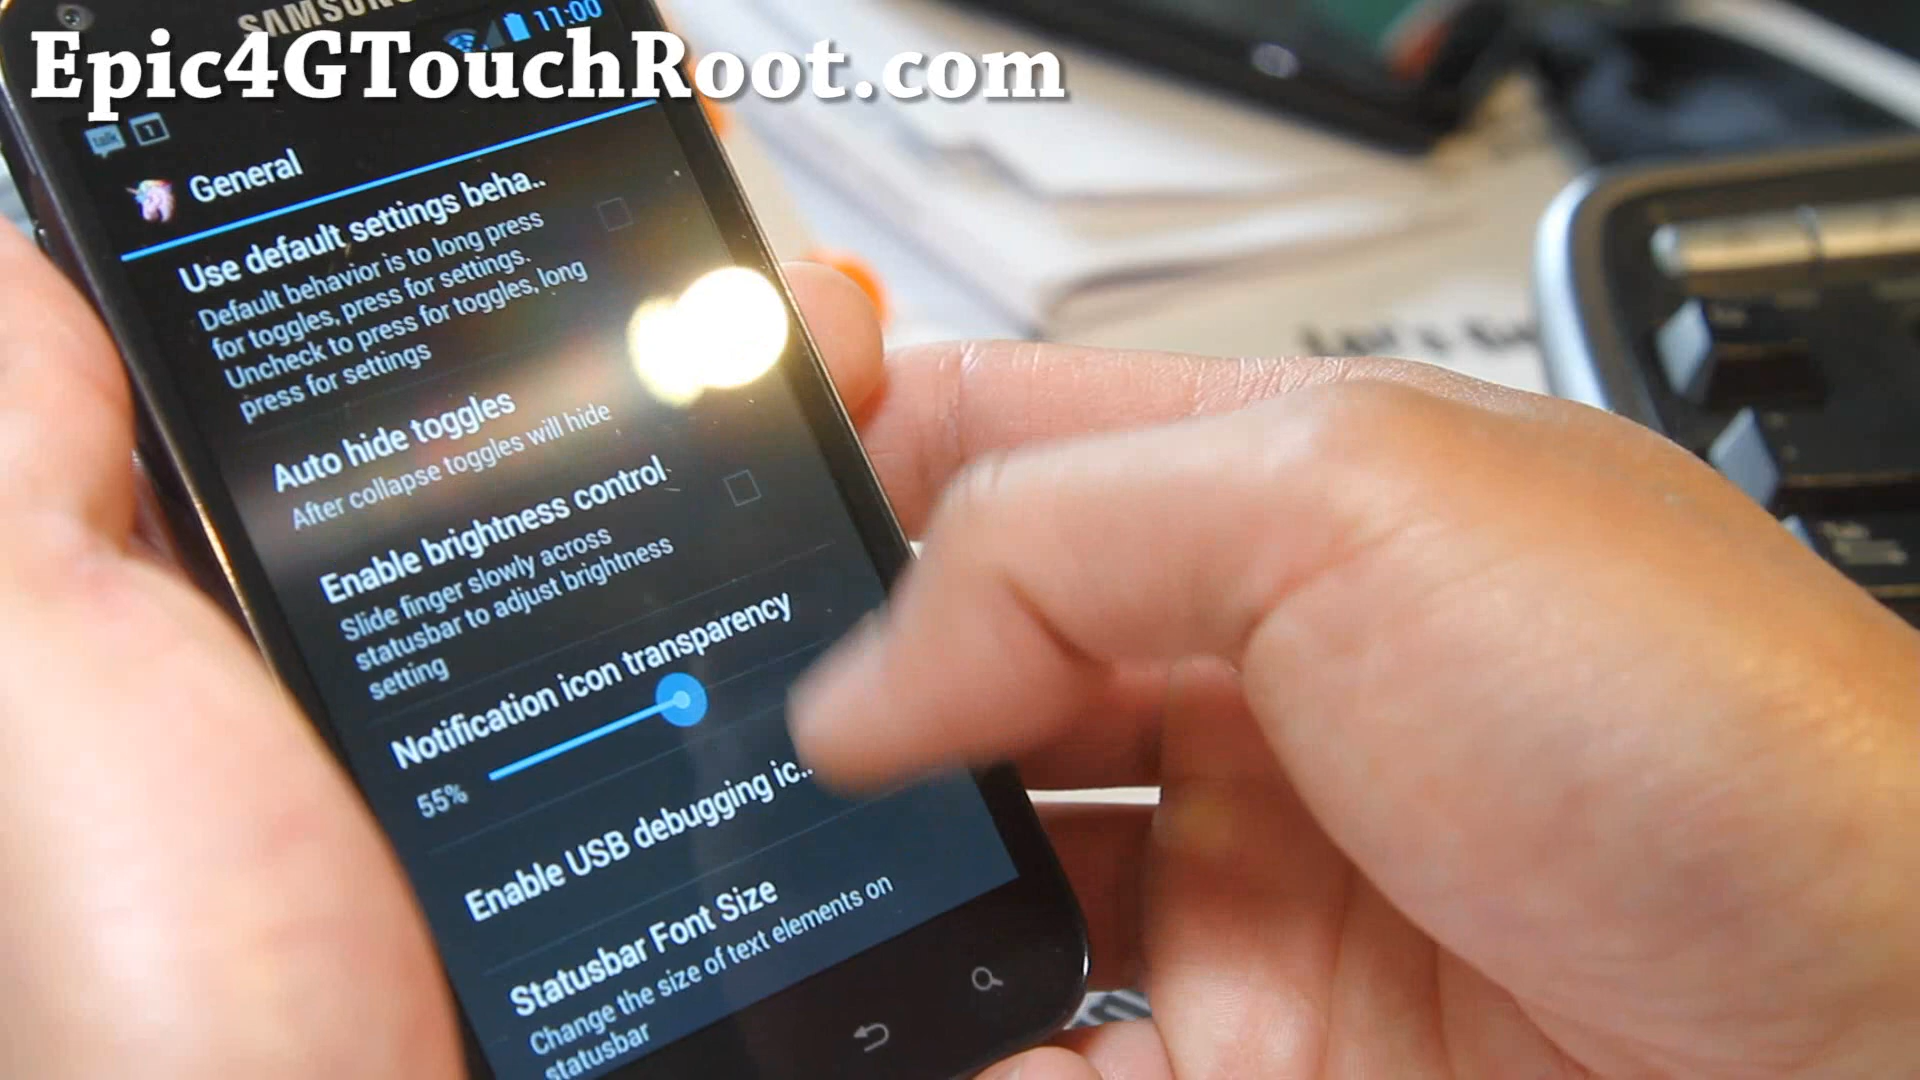 SAMSUNG
11:00
Epic4GTouchRoot.com
talk 1
General
Use default settings beha..
Default behavior is to long press
for toggles, press for settings.
Uncheck to press for toggles, long
press for settings
Auto hide toggles
After collapse toggles will hide
Enable brightness control
Slide finger slowly across
statusbar to adjust brightness
setting
Notification icon transparency
55%
Enable USB debugging ic..
Statusbar Font Size
Change the size of text elements on
statusbar